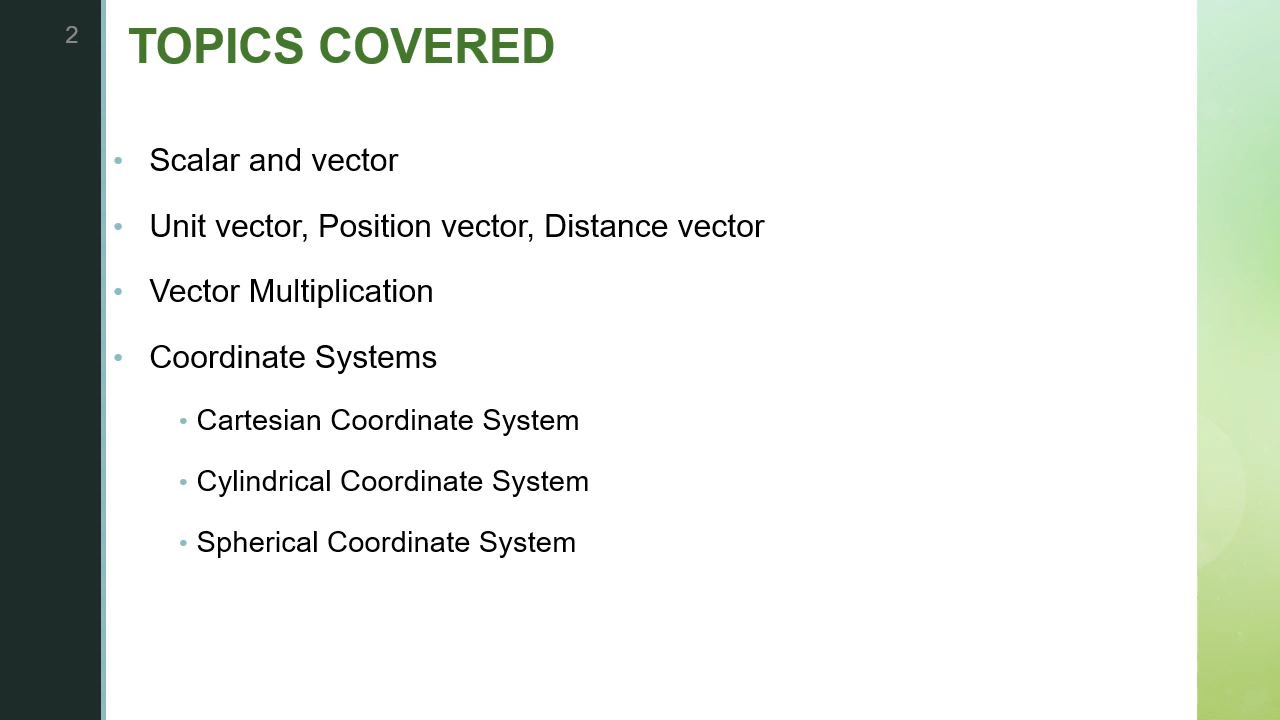 2
TOPICS COVERED
• Scalar and vector
• Unit vector, Position vector, Distance vector
• Vector Multiplication
• Coordinate Systems
• Cartesian Coordinate System
• Cylindrical Coordinate System
• Spherical Coordinate System